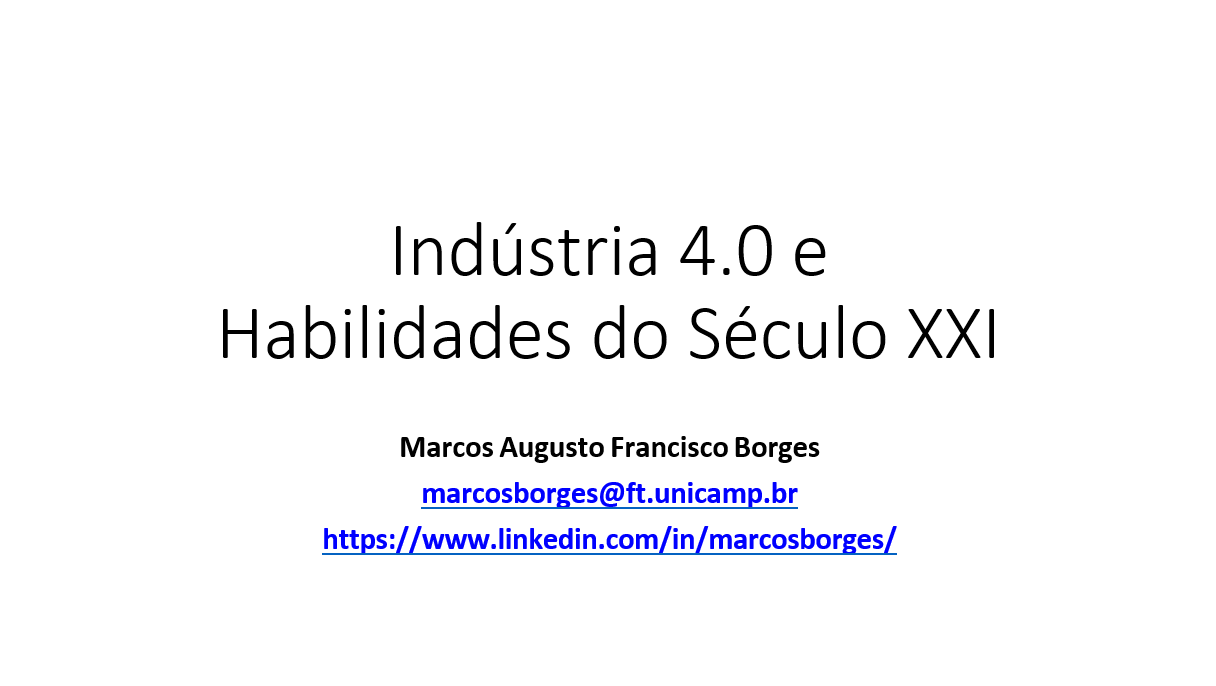 Indústria 4.0 e
Habilidades do Século XXI
Marcos Augusto Francisco Borges
marcosborges@ft.unicamp.br
https://www.linkedin.com/in/marcosborges/